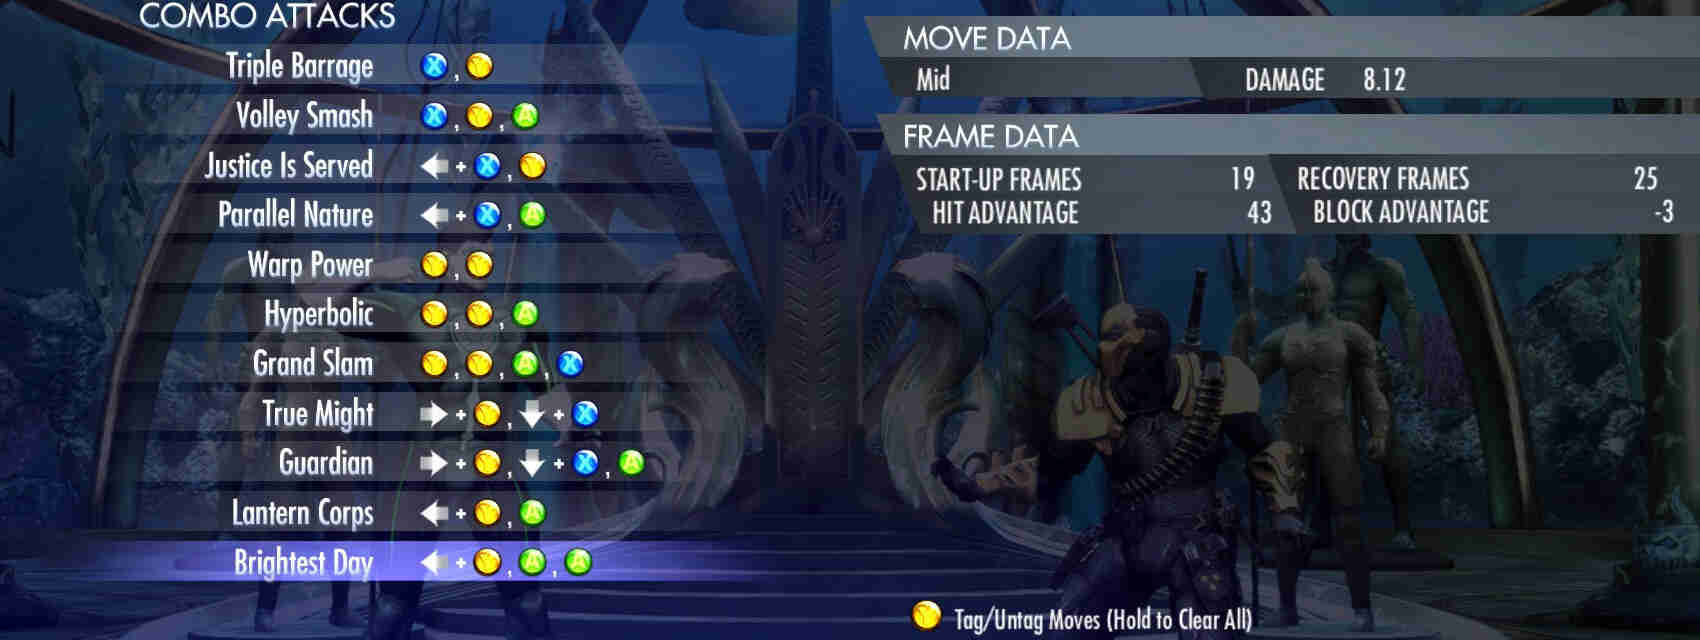 COMBO ATTACKS
Triple Barrage X , Y
Volley Smash X , Y , A
Justice Is Served + X , Y
Parallel Nature + X , A
Warp Power Y , Y
Hyperbolic Y , Y , A
Grand Slam Y , Y , A , X
True Might + Y , + X
Guardian + Y , + X , A
Lantern Corps + Y , A
Brightest Day + Y , A , A
MOVE DATA
Mid DAMAGE 8.12
FRAME DATA
START-UP FRAMES 19 RECOVERY FRAMES 25
HIT ADVANTAGE 43 BLOCK ADVANTAGE -3
Y Tag/Untag Moves (Hold to Clear All)